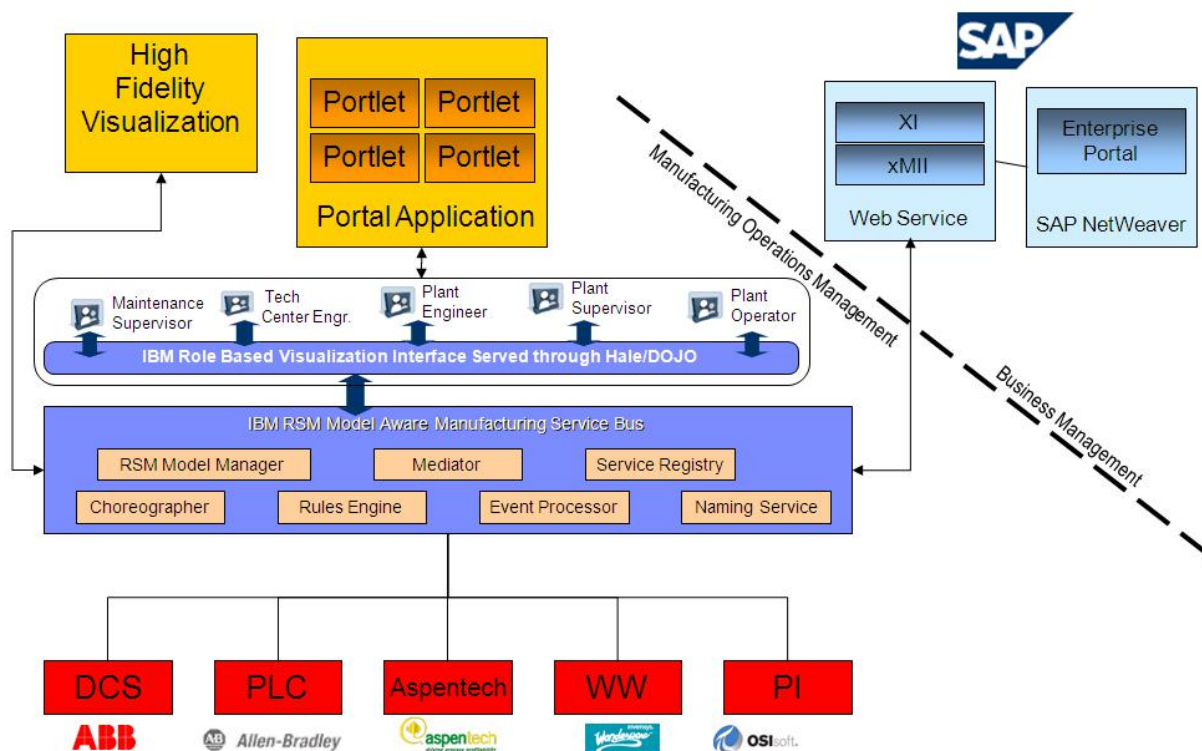 High
Fidelity
Visualization
Portlet Portlet
Portlet Portlet
Portal Application
SAP
XI
xMII
Web Service
Enterprise
Portal
SAP NetWeaver
Manufacturing Operations Management
Business Management
Maintenance
Supervisor
Tech
Center Engr.
Plant
Engineer
Plant
Supervisor
Plant
Operator
IBM Role Based Visualization Interface Served through Hale/DOJO
IBM RSM Model Aware Manufacturing Service Bus
RSM Model Manager Mediator Service Registry
Choreographer Rules Engine Event Processor Naming Service
DCS PLC Aspentech WW PI
ABB
AB Allen-Bradley
aspentech
invensys
Wonderware
OSIsoft.